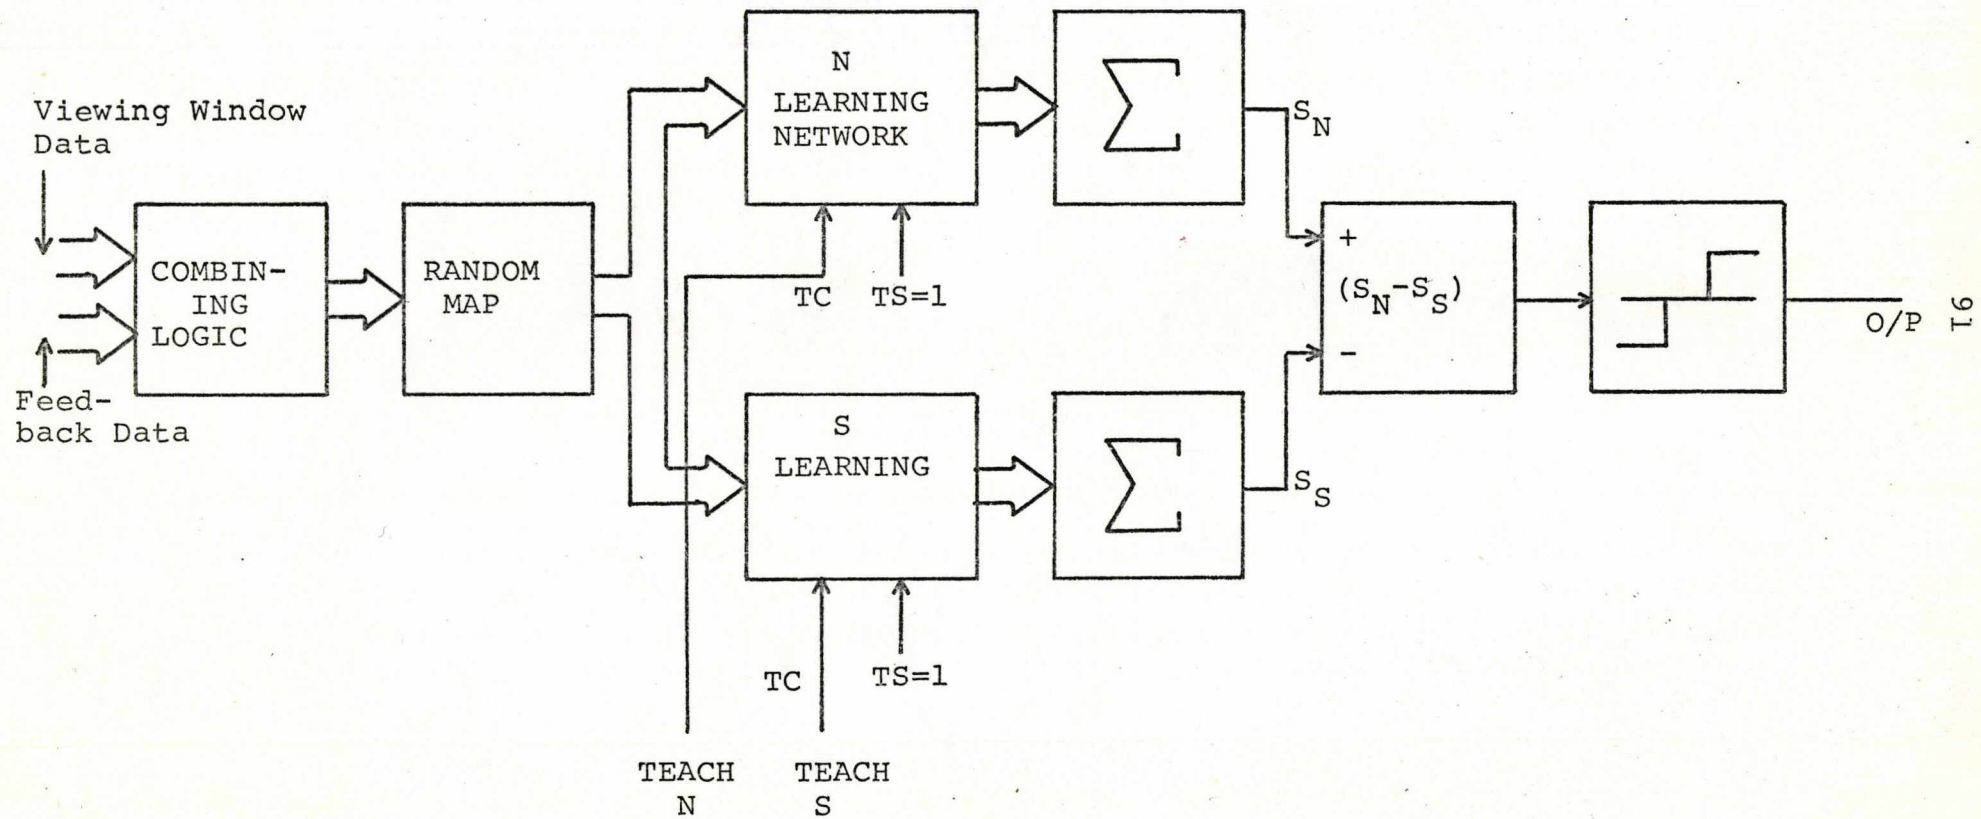 Viewing Window
Data
Feed-
back Data
COMBIN-
ING
LOGIC
RANDOM
MAP
N
LEARNING
NETWORK
TC
TS=1
S
LEARNING
TC
TS=1
TEACH
N
TEACH
S
Σ
Σ
S_N
S_S
+
(S_N-S_S)
-
O/P
91